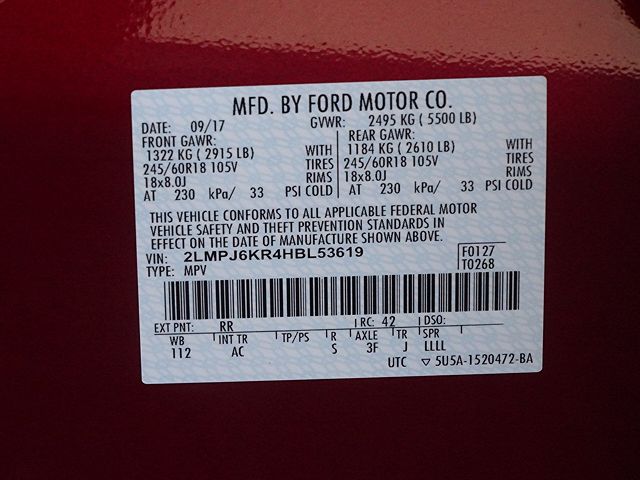 MFD. BY FORD MOTOR CO.
DATE: 09/17 GVWR: 2495 KG ( 5500 LB)
FRONT GAWR: REAR GAWR:
1322 KG ( 2915 LB) WITH 1184 KG ( 2610 LB) WITH
245/60R18 105V TIRES 245/60R18 105V TIRES
18x8.0J RIMS 18x8.0J RIMS
AT 230 kPa/ 33 PSI COLD AT 230 kPa/ 33 PSI COLD
THIS VEHICLE CONFORMS TO ALL APPLICABLE FEDERAL MOTOR
VEHICLE SAFETY AND THEFT PREVENTION STANDARDS IN
EFFECT ON THE DATE OF MANUFACTURE SHOWN ABOVE.
VIN: 2LMPJ6KR4HBL53619 F0127
TYPE: MPV T0268
EXT PNT: RR RC: 42 DSO:
WB INT TR TP/PS R AXLE TR SPR
112 AC S 3F J LLLL
UTC ▽ 5U5A-1520472-BA